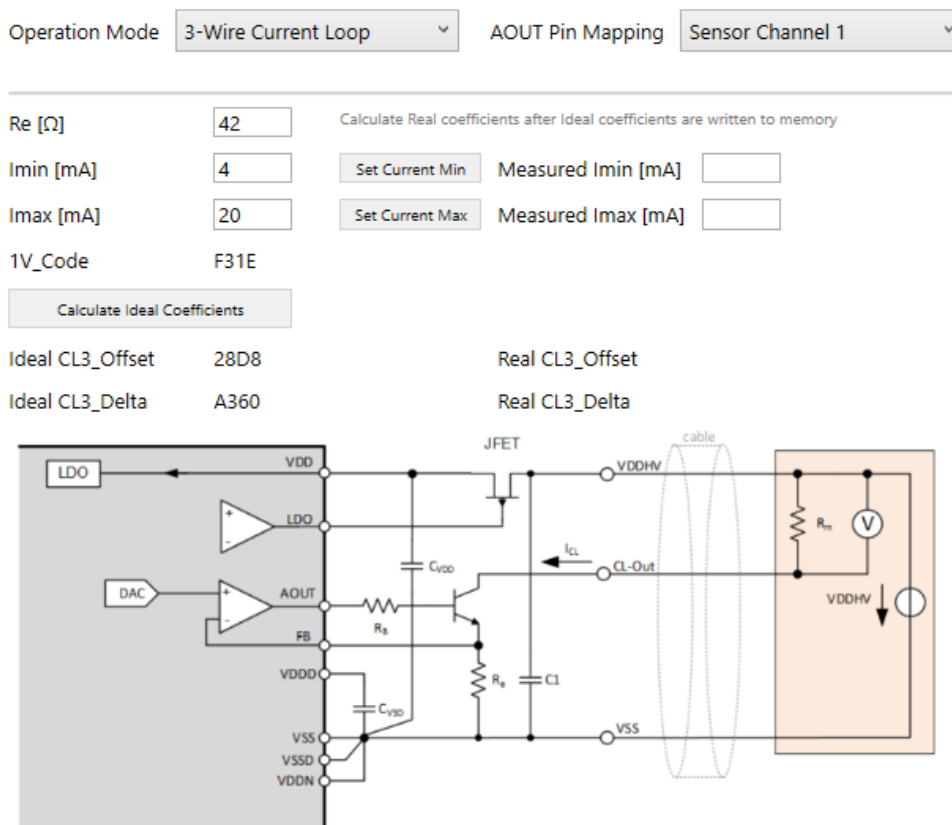 Operation Mode 3-Wire Current Loop AOUT Pin Mapping Sensor Channel 1
Re [Ω] 42 Calculate Real coefficients after Ideal coefficients are written to memory
Imin [mA] 4 Set Current Min Measured Imin [mA]
Imax [mA] 20 Set Current Max Measured Imax [mA]
1V_Code F31E
Calculate Ideal Coefficients
Ideal CL3_Offset 28D8 Real CL3_Offset
Ideal CL3_Delta A360 Real CL3_Delta
JFET cable
LDO VDD VDDHV
+
- LDO
V
Rm
ICL
CVDD CL-Out
DAC + AOUT VDDHV
- RB
FB
VDDD Re C1
CVSD
VSS VSS
VSSD
VDDN